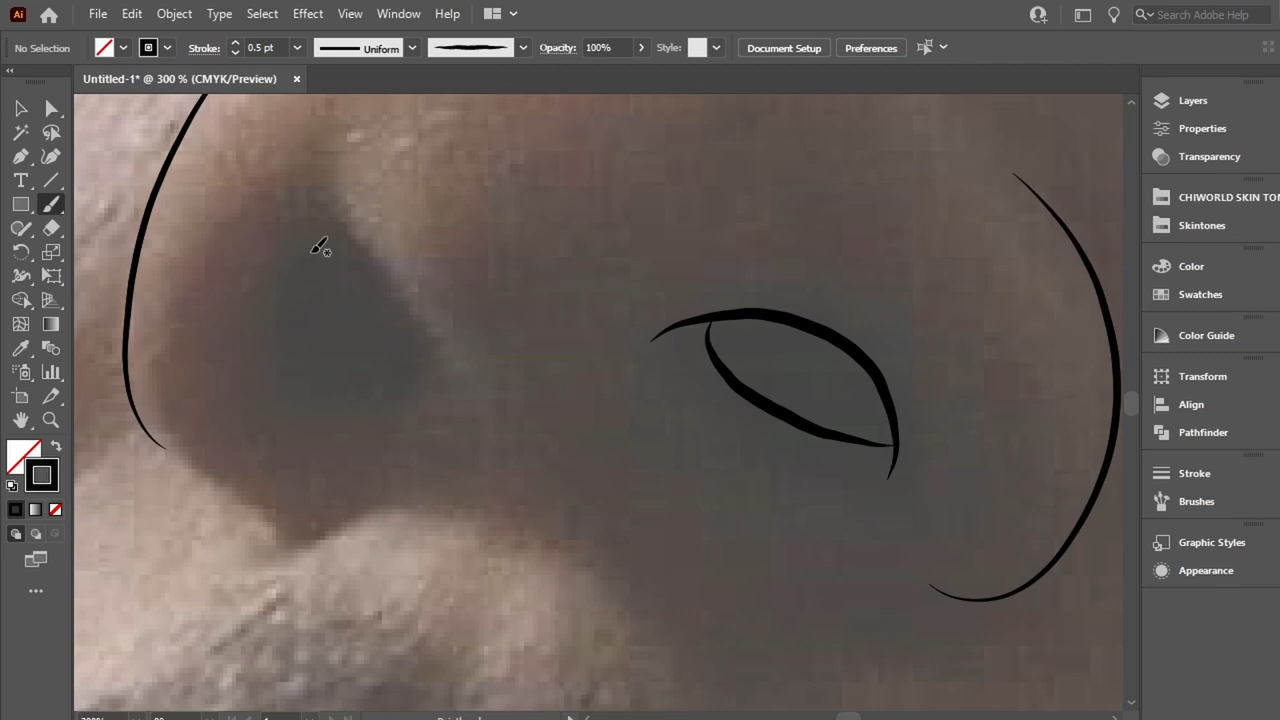 Ai File Edit Object Type Select Effect View Window Help Search Adobe Help
No Selection Stroke: 0.5 pt Uniform Opacity: 100% Style: Document Setup Preferences
Untitled-1* @ 300 % (CMYK/Preview)
Layers
Properties
Transparency
CHIWORLD SKIN TON
Skintones
Color
Swatches
Color Guide
Transform
Align
Pathfinder
Stroke
Brushes
Graphic Styles
Appearance